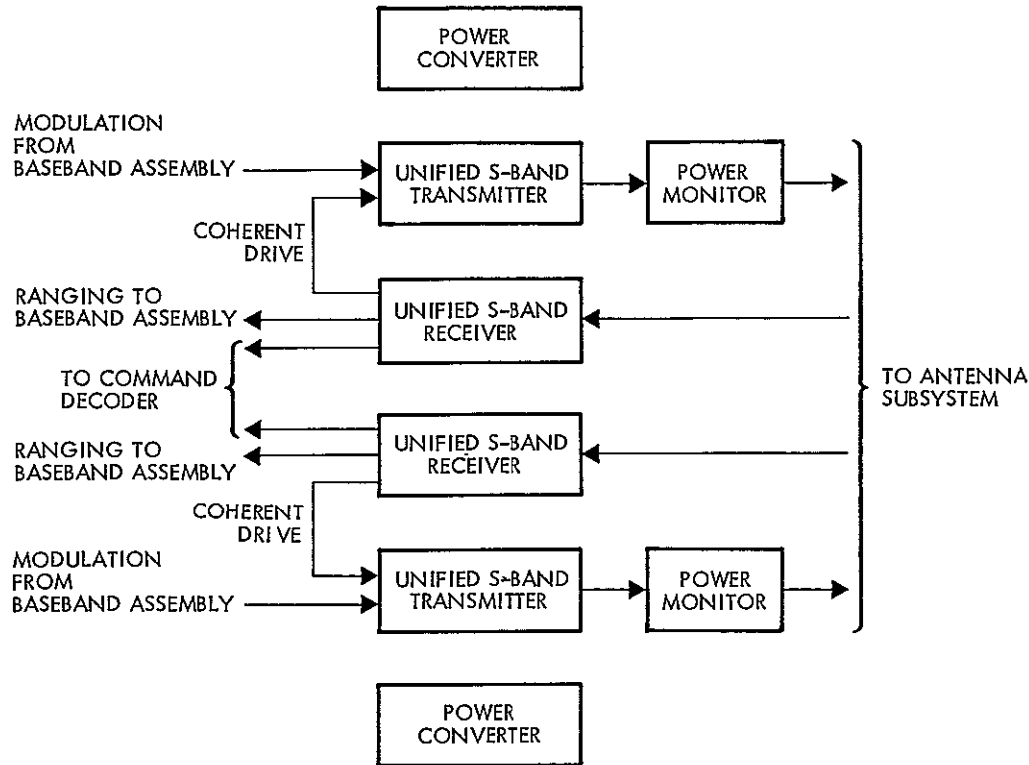 POWER
CONVERTER
MODULATION
FROM
BASEBAND ASSEMBLY
UNIFIED S-BAND
TRANSMITTER
POWER
MONITOR
COHERENT
DRIVE
RANGING TO
BASEBAND ASSEMBLY
UNIFIED S-BAND
RECEIVER
TO COMMAND
DECODER
TO ANTENNA
SUBSYSTEM
UNIFIED S-BAND
RECEIVER
RANGING TO
BASEBAND ASSEMBLY
COHERENT
DRIVE
MODULATION
FROM
BASEBAND ASSEMBLY
UNIFIED S-BAND
TRANSMITTER
POWER
MONITOR
POWER
CONVERTER